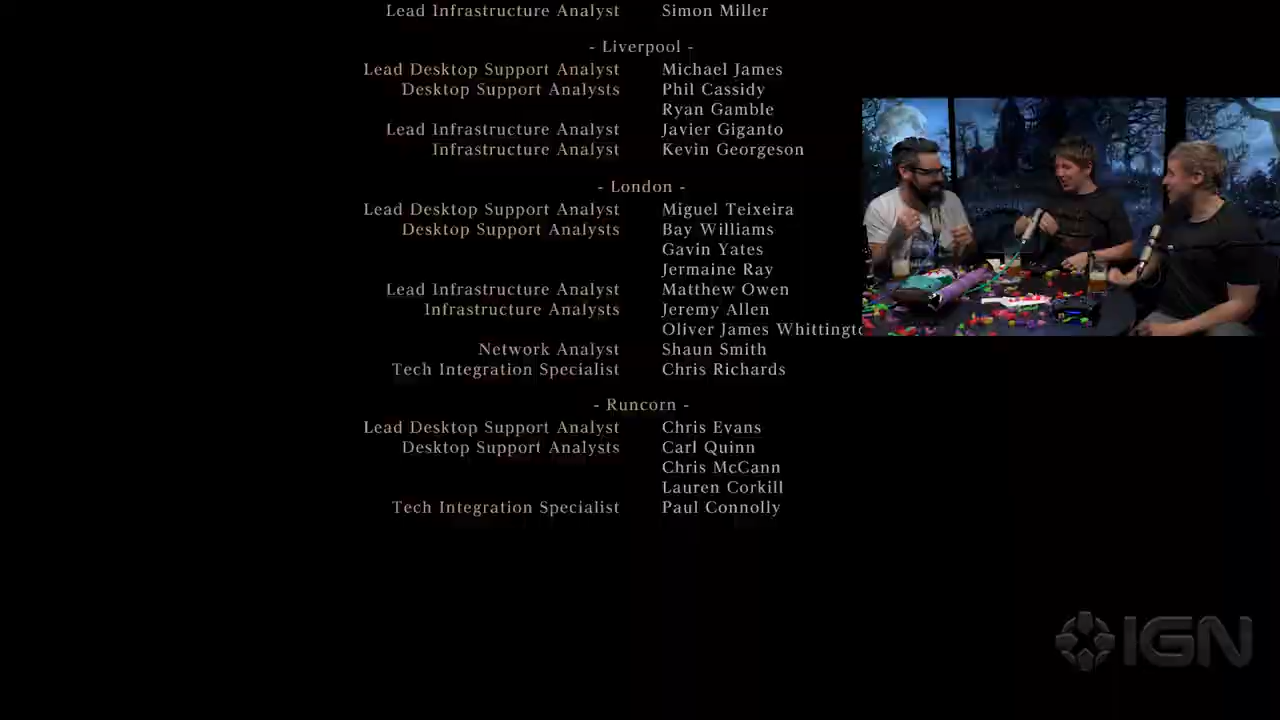 Lead Infrastructure Analyst Simon Miller
- Liverpool -
Lead Desktop Support Analyst Michael James
Desktop Support Analysts Phil Cassidy
Ryan Gamble
Lead Infrastructure Analyst Javier Giganto
Infrastructure Analyst Kevin Georgeson
- London -
Lead Desktop Support Analyst Miguel Teixeira
Desktop Support Analysts Bay Williams
Gavin Yates
Jermaine Ray
Lead Infrastructure Analyst Matthew Owen
Infrastructure Analysts Jeremy Allen
Oliver James Whittingto
Network Analyst Shaun Smith
Tech Integration Specialist Chris Richards
- Runcorn -
Lead Desktop Support Analyst Chris Evans
Desktop Support Analysts Carl Quinn
Chris McCann
Lauren Corkill
Tech Integration Specialist Paul Connolly
IGN